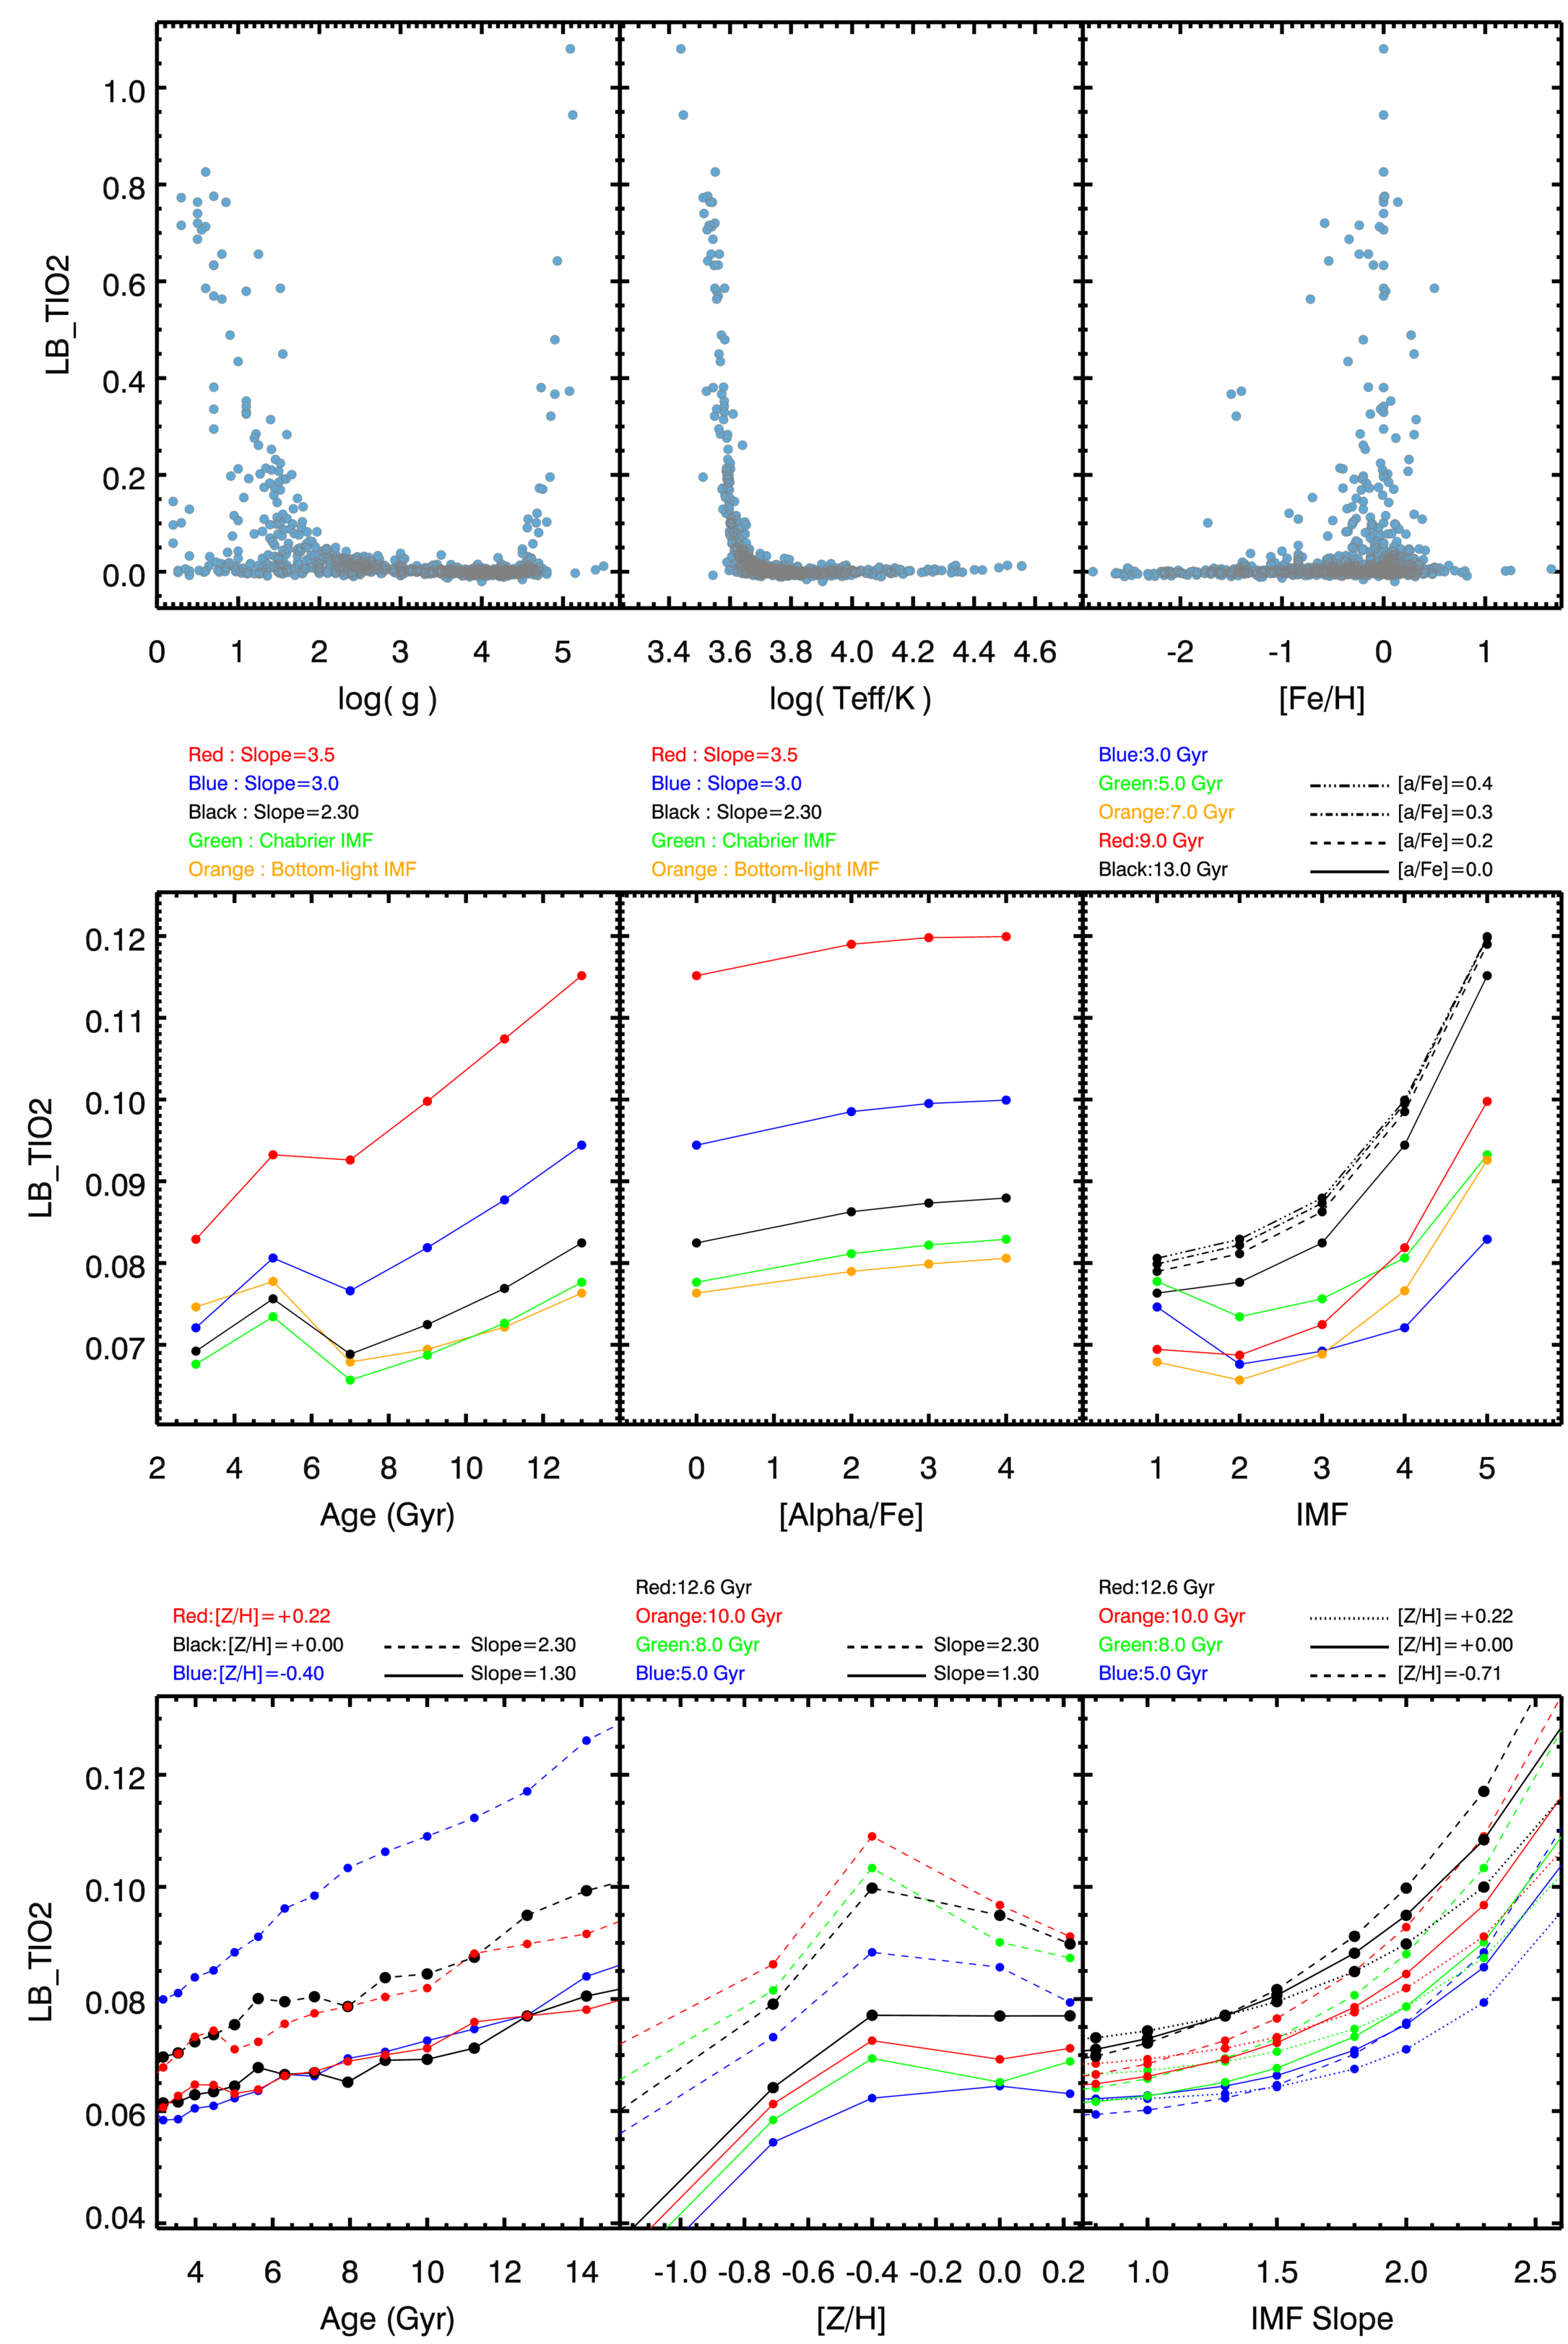 LB_TIO2
1.0
0.8
0.6
0.4
0.2
0.0
0 1 2 3 4 5
3.4 3.6 3.8 4.0 4.2 4.4 4.6
-2 -1 0 1
log( g )
log( Teff/K )
[Fe/H]
Red : Slope=3.5
Blue : Slope=3.0
Black : Slope=2.30
Green : Chabrier IMF
Orange : Bottom-light IMF
Red : Slope=3.5
Blue : Slope=3.0
Black : Slope=2.30
Green : Chabrier IMF
Orange : Bottom-light IMF
Blue:3.0 Gyr
Green:5.0 Gyr
Orange:7.0 Gyr
Red:9.0 Gyr
Black:13.0 Gyr
[a/Fe]=0.4
[a/Fe]=0.3
[a/Fe]=0.2
[a/Fe]=0.0
LB_TIO2
0.12
0.11
0.10
0.09
0.08
0.07
2 4 6 8 10 12
0 1 2 3 4
1 2 3 4 5
Age (Gyr)
[Alpha/Fe]
IMF
Red:[Z/H]=+0.22
Black:[Z/H]=+0.00
Blue:[Z/H]=-0.40
Slope=2.30
Slope=1.30
Red:12.6 Gyr
Orange:10.0 Gyr
Green:8.0 Gyr
Blue:5.0 Gyr
Slope=2.30
Slope=1.30
Red:12.6 Gyr
Orange:10.0 Gyr
Green:8.0 Gyr
Blue:5.0 Gyr
[Z/H]=+0.22
[Z/H]=+0.00
[Z/H]=-0.71
LB_TIO2
0.12
0.10
0.08
0.06
0.04
4 6 8 10 12 14
-1.0 -0.8 -0.6 -0.4 -0.2 0.0 0.2
1.0 1.5 2.0 2.5
Age (Gyr)
[Z/H]
IMF Slope